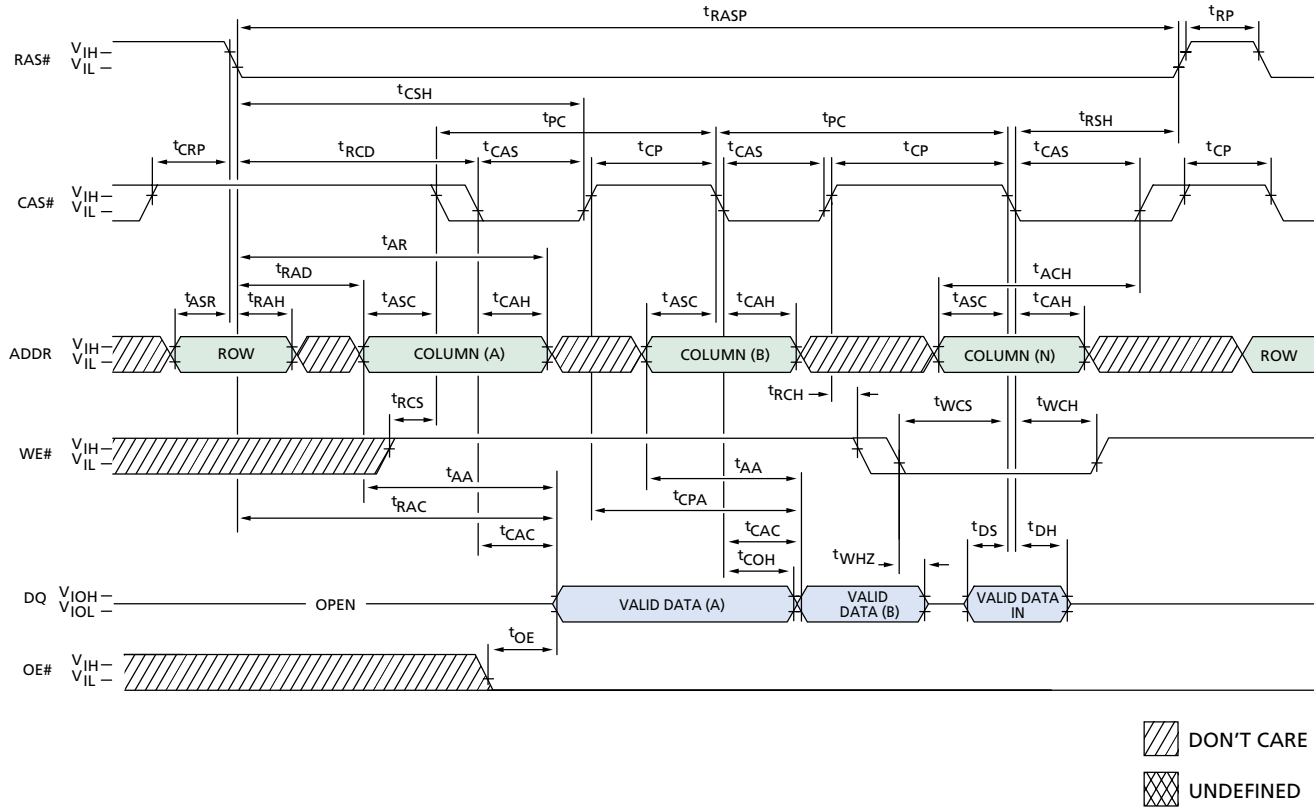 tRASP
tRP
RAS# VIH VIL
tCSH
tPC tPC tRSH
tCRP tRCD tCAS tCP tCAS tCP tCAS tCP
CAS# VIH VIL
tAR
tRAD tACH
tASR tRAH tASC tCAH tASC tCAH tASC tCAH
ADDR VIH VIL ROW COLUMN (A) COLUMN (B) COLUMN (N) ROW
tRCH
tRCS tWCS tWCH
WE# VIH VIL
tAA tAA
tRAC tCPA
tCAC tCAC tDS tDH
tCOH tWHZ
DQ VIOH VIOL OPEN VALID DATA (A) VALID DATA (B) VALID DATA IN
tOE
OE# VIH VIL
DON'T CARE
UNDEFINED